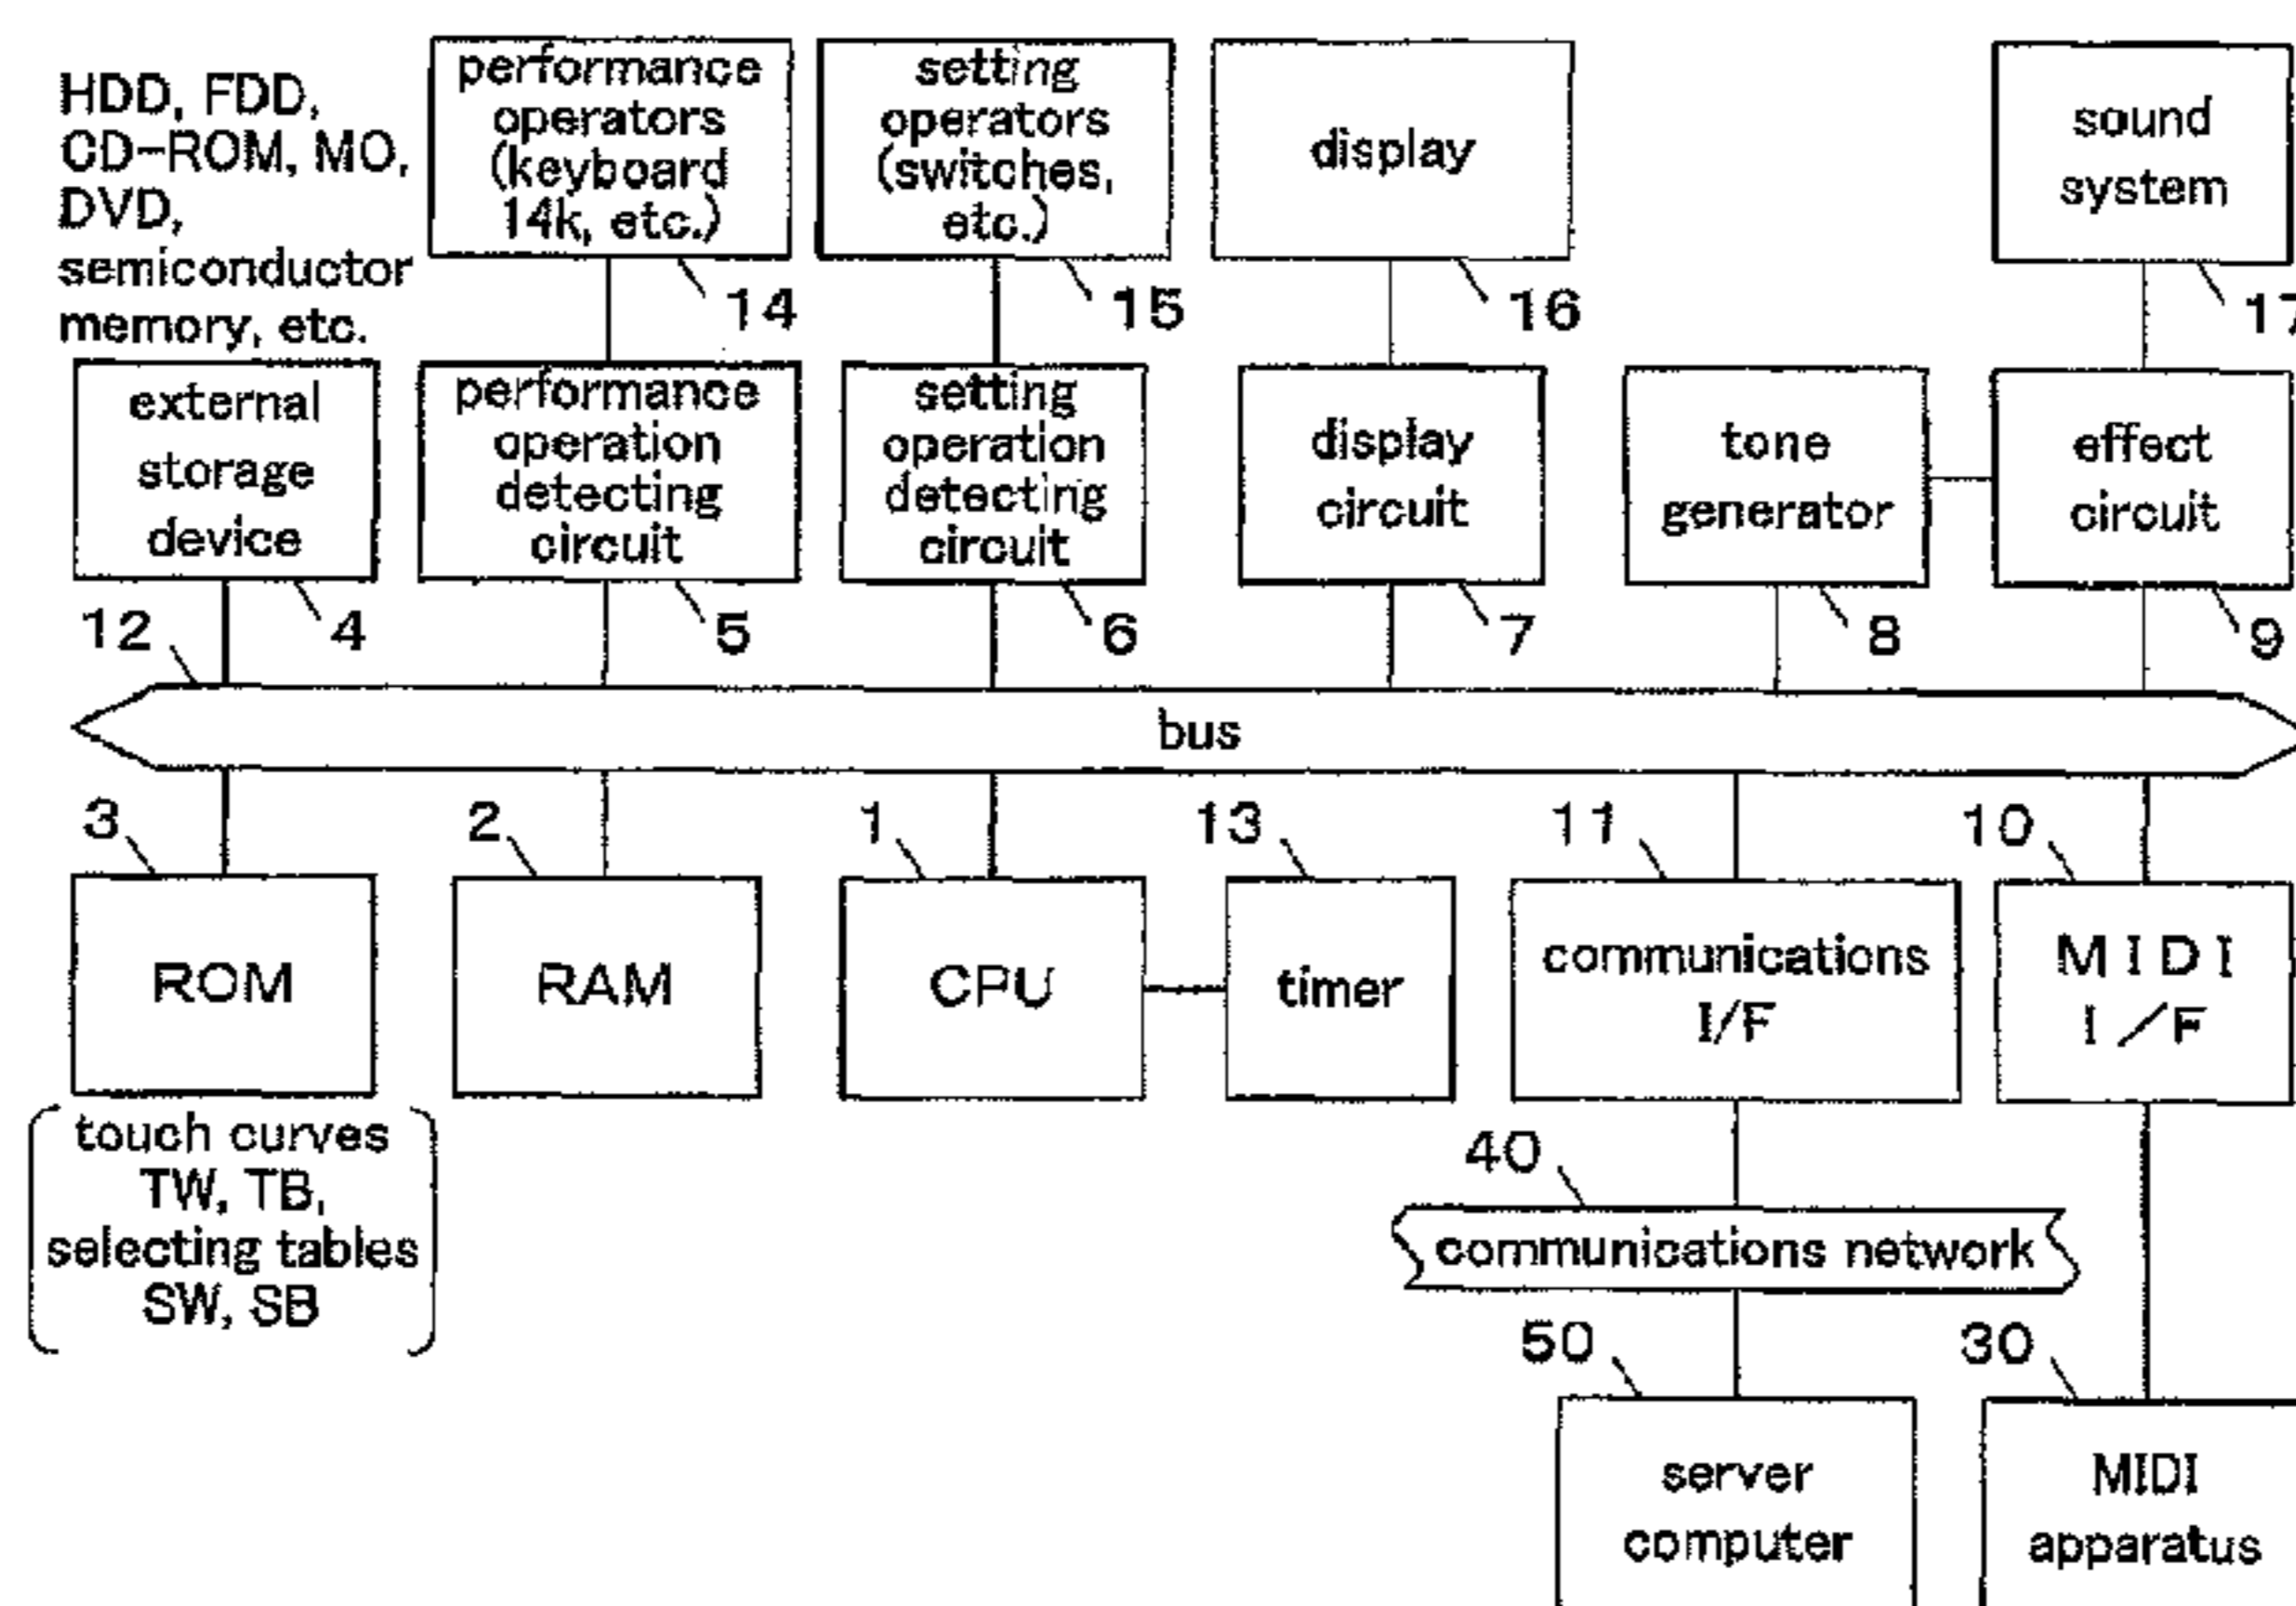 HDD, FDD,
CD-ROM, MO,
DVD,
semiconductor
memory, etc.
performance
operators
(keyboard
14k, etc.)
14
setting
operators
(switches,
etc.)
15
display
16
sound
system
17
external
storage
device
4
performance
operation
detecting
circuit
5
setting
operation
detecting
circuit
6
display
circuit
7
tone
generator
8
effect
circuit
9
12
bus
3
ROM
touch curves
TW, TB,
selecting tables
SW, SB
2
RAM
1
CPU
13
timer
11
communications
I/F
10
MIDI
I/F
40
communications network
50
server
computer
30
MIDI
apparatus